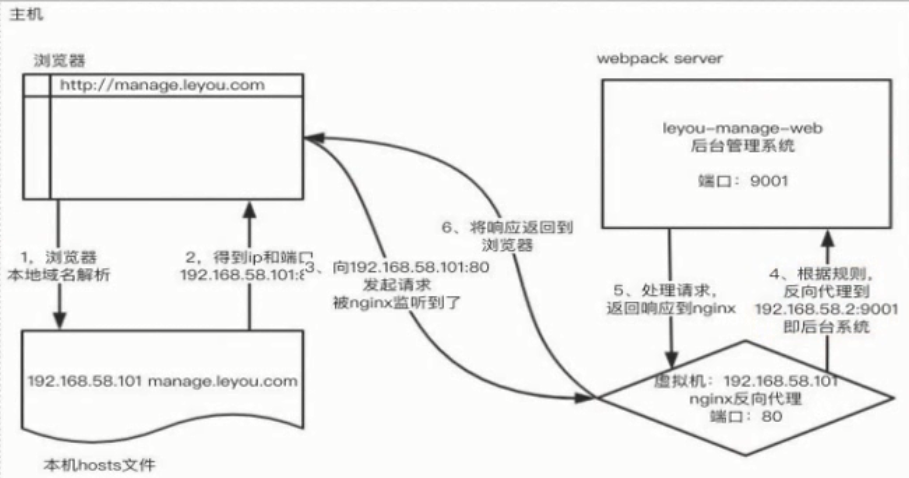 主机
浏览器
http://manage.leyou.com
webpack server
leyou-manage-web
后台管理系统
端口：9001
1，浏览器
本地域名解析
2，得到ip和端口
192.168.58.101:8
3、向192.168.58.101:80
发起请求
被nginx监听到了
6、将响应返回到
浏览器
5、处理请求，
返回响应到nginx
4、根据规则，
反向代理到
192.168.58.2:9001
即后台系统
192.168.58.101 manage.leyou.com
本机hosts文件
虚拟机：192.168.58.101
nginx反向代理
端口：80